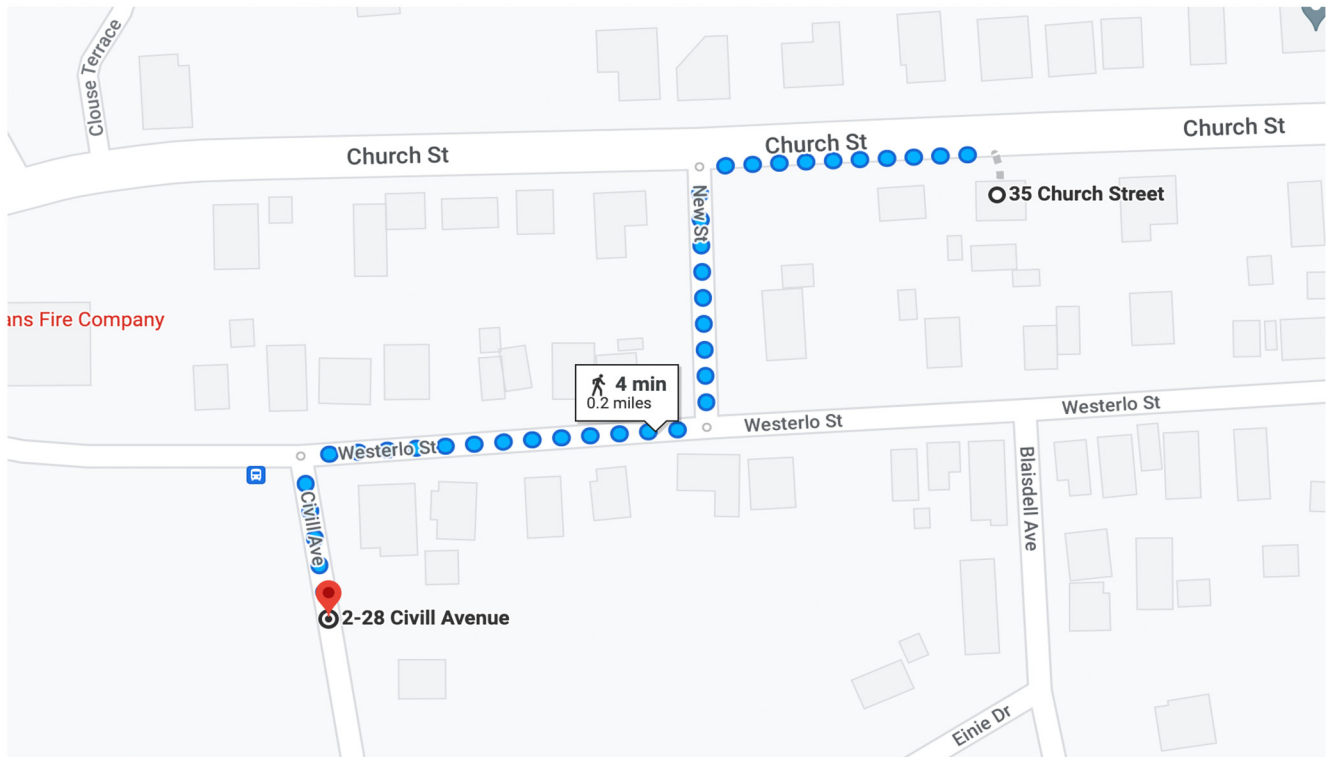 Clouse Terrace
Church St
Church St
Church St
New St
35 Church Street
ans Fire Company
4 min
0.2 miles
Westerlo St
Westerlo St
Westerlo St
Civill Ave
Blaisdell Ave
2-28 Civill Avenue
Einie Dr